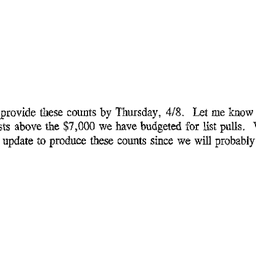 provide these counts by Thursday, 4/8. Let me know
above the $7,000 we have budgeted for list pulls.
update to produce these counts since we will probably